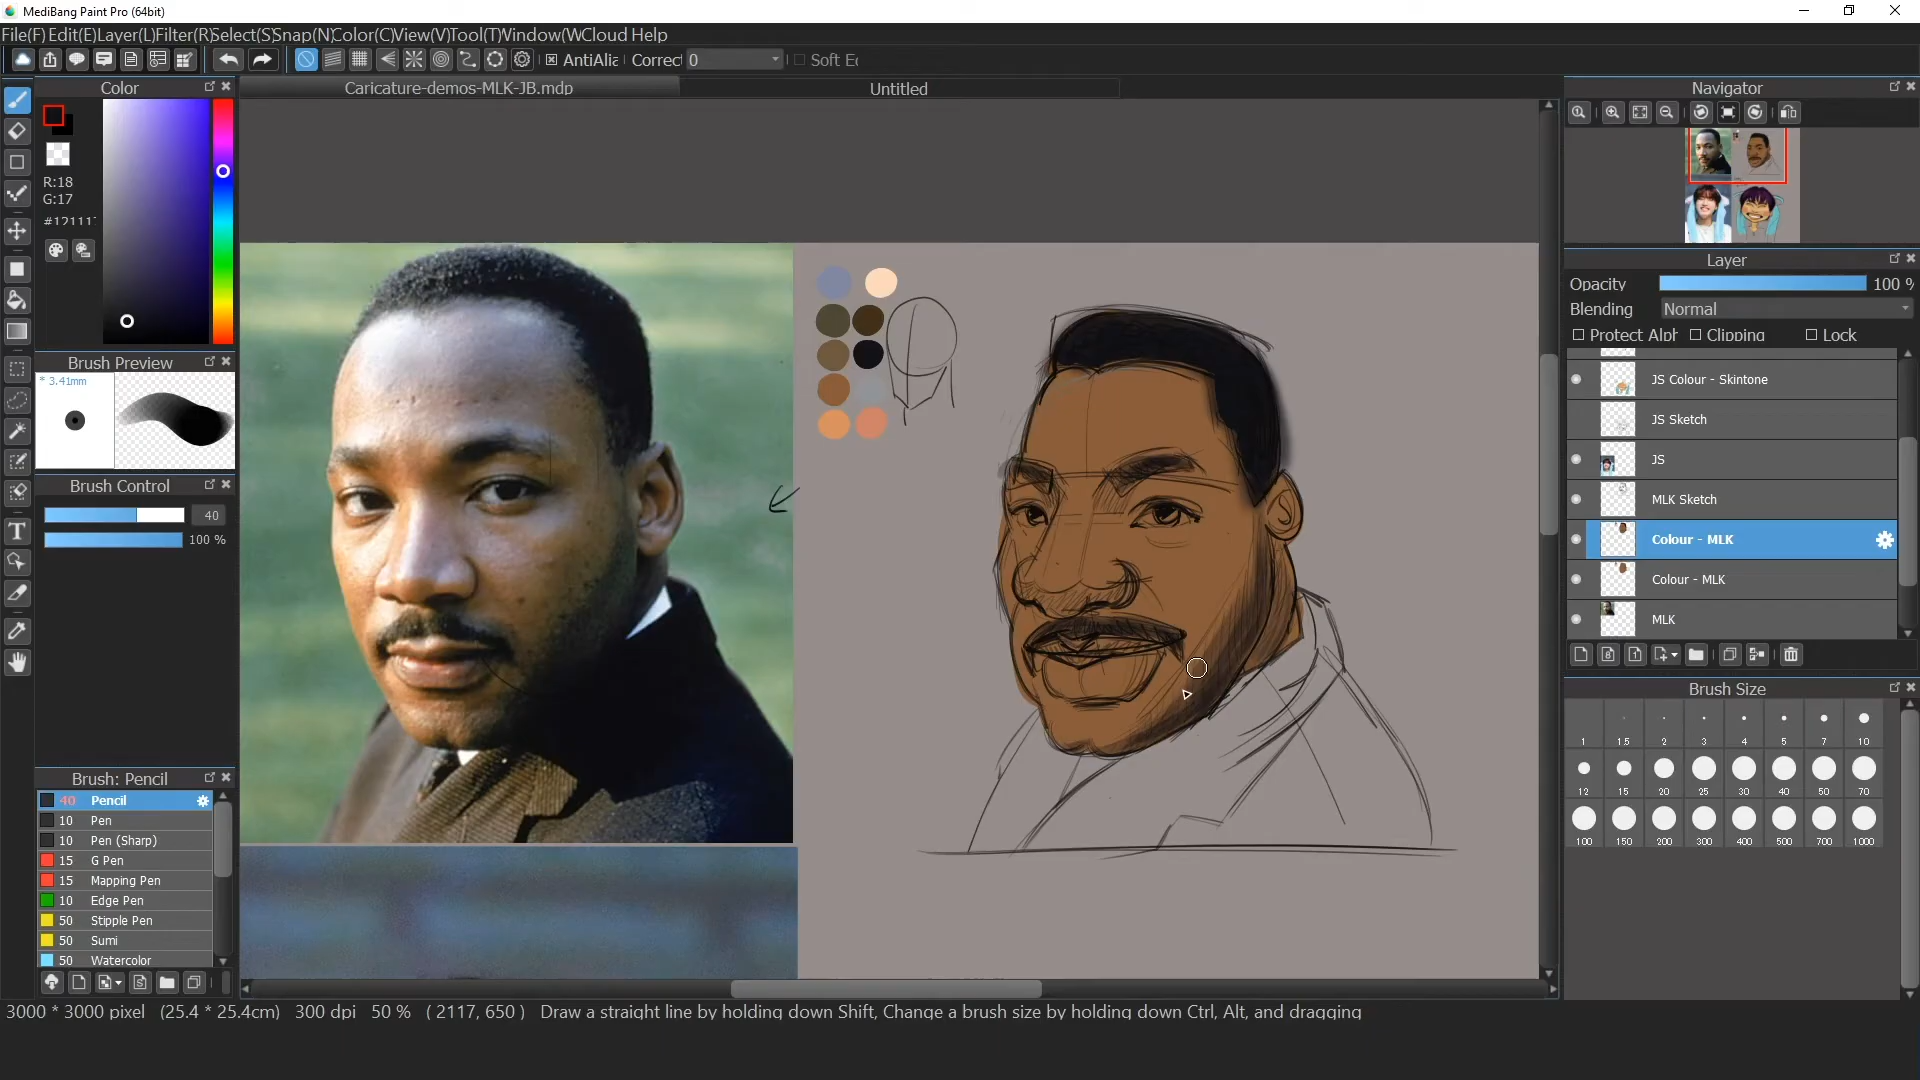 MediBang Paint Pro (64bit)
File(F) Edit(E) Layer(L) Filter(R) Select(S) Snap(N) Color(C) View(V) Tool(T) Window(W Cloud Help
AntiAlia Correct 0 Soft Ec
Color
Caricature-demos-MLK-JB.mdp
Untitled
Navigator
R:18
G:17
Layer
Opacity 100 %
Blending Normal
Protect Alph Clipping Lock
Brush Preview
* 3.41mm
JS Colour - Skintone
JS Sketch
JS
MLK Sketch
Colour - MLK
Colour - MLK
MLK
Brush Control
40
100 %
Brush Size
1 1.5 2 3 4 5 7 10
12 15 20 25 30 40 50 70
100 150 200 300 400 500 700 1000
Brush: Pencil
40 Pencil
10 Pen
10 Pen (Sharp)
15 G Pen
15 Mapping Pen
10 Edge Pen
50 Stipple Pen
50 Sumi
50 Watercolor
3000 * 3000 pixel (25.4 * 25.4cm) 300 dpi 50 % ( 2117, 650 ) Draw a straight line by holding down Shift, Change a brush size by holding down Ctrl, Alt, and dragging